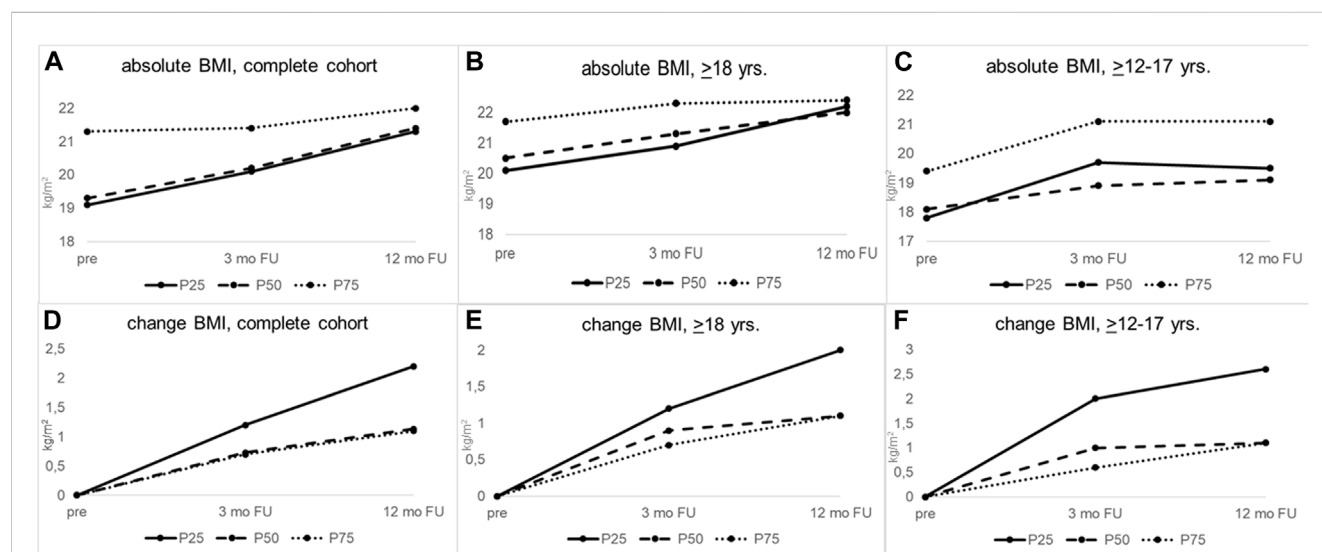 A absolute BMI, complete cohort
22
21
20
19
18
kg/m²
pre 3 mo FU 12 mo FU
P25 P50 P75
B absolute BMI, ≥18 yrs.
22
21
20
19
18
kg/m²
pre 3 mo FU 12 mo FU
P25 P50 P75
C absolute BMI, ≥12-17 yrs.
22
21
20
19
18
17
kg/m²
pre 3 mo FU 12 mo FU
P25 P50 P75
D change BMI, complete cohort
2,5
2
1,5
1
0,5
0
kg/m²
pre 3 mo FU 12 mo FU
P25 P50 P75
E change BMI, ≥18 yrs.
2
1,5
1
0,5
0
kg/m²
pre 3 mo FU 12 mo FU
P25 P50 P75
F change BMI, ≥12-17 yrs.
3
2,5
2
1,5
1
0,5
0
kg/m²
pre 3 mo FU 12 mo FU
P25 P50 P75